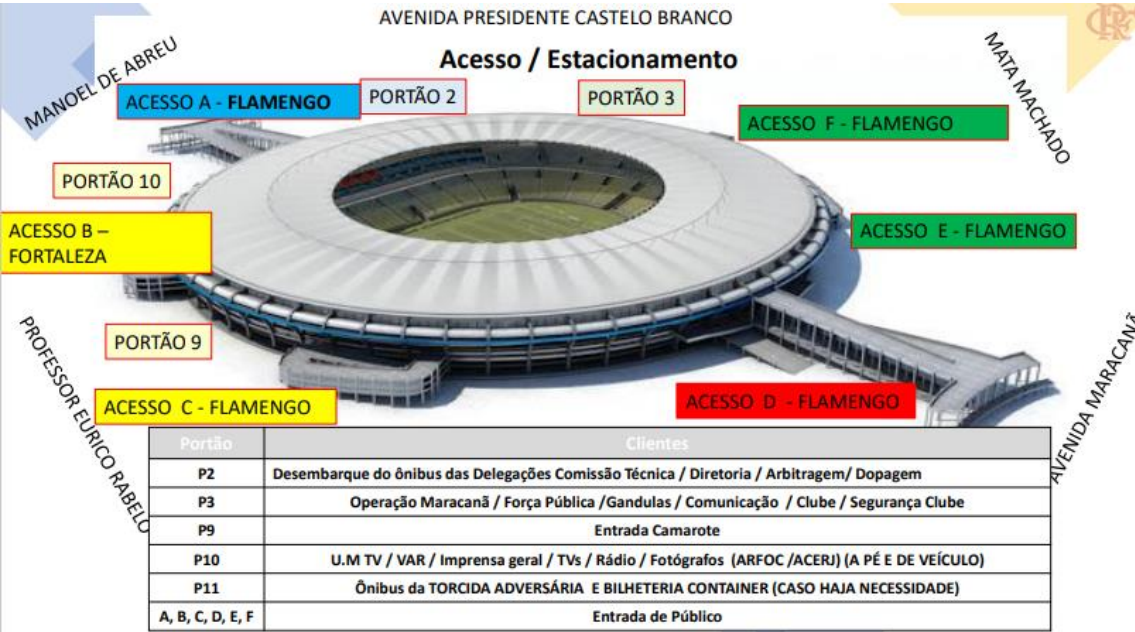 AVENIDA PRESIDENTE CASTELO BRANCO
Acesso / Estacionamento
MANOEL DE ABREU
MATA MACHADO
ACESSO A - FLAMENGO
PORTÃO 2
PORTÃO 3
ACESSO F - FLAMENGO
PORTÃO 10
ACESSO B –
FORTALEZA
ACESSO E - FLAMENGO
PORTÃO 9
PROFESSOR EURICO RABELO
AVENIDA MARACANÃ
ACESSO C - FLAMENGO
ACESSO D - FLAMENGO
Portão Clientes
P2 Desembarque do ônibus das Delegações Comissão Técnica / Diretoria / Arbitragem/ Dopagem
P3 Operação Maracanã / Força Pública /Gandulas / Comunicação / Clube / Segurança Clube
P9 Entrada Camarote
P10 U.M TV / VAR / Imprensa geral / TVs / Rádio / Fotógrafos (ARFOC /ACERJ) (A PÉ E DE VEÍCULO)
P11 Ônibus da TORCIDA ADVERSÁRIA E BILHETERIA CONTAINER (CASO HAJA NECESSIDADE)
A, B, C, D, E, F Entrada de Público